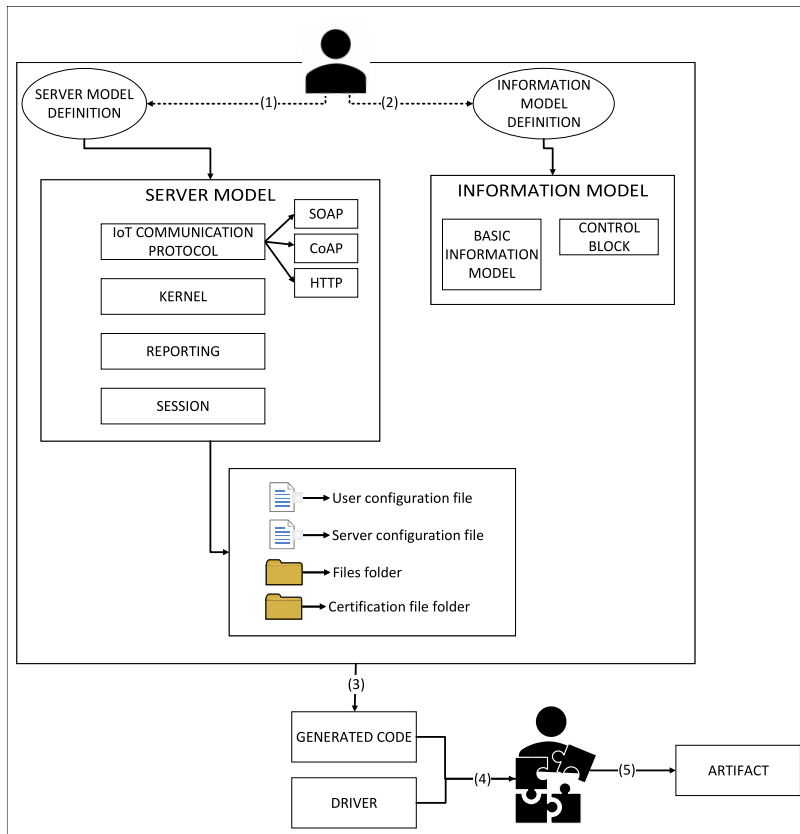 (1)
(2)
SERVER MODEL
DEFINITION
INFORMATION
MODEL
DEFINITION
SERVER MODEL
IoT COMMUNICATION
PROTOCOL
SOAP
CoAP
HTTP
KERNEL
REPORTING
SESSION
INFORMATION MODEL
BASIC
INFORMATION
MODEL
CONTROL
BLOCK
User configuration file
Server configuration file
Files folder
Certification file folder
(3)
GENERATED CODE
DRIVER
(4)
(5)
ARTIFACT